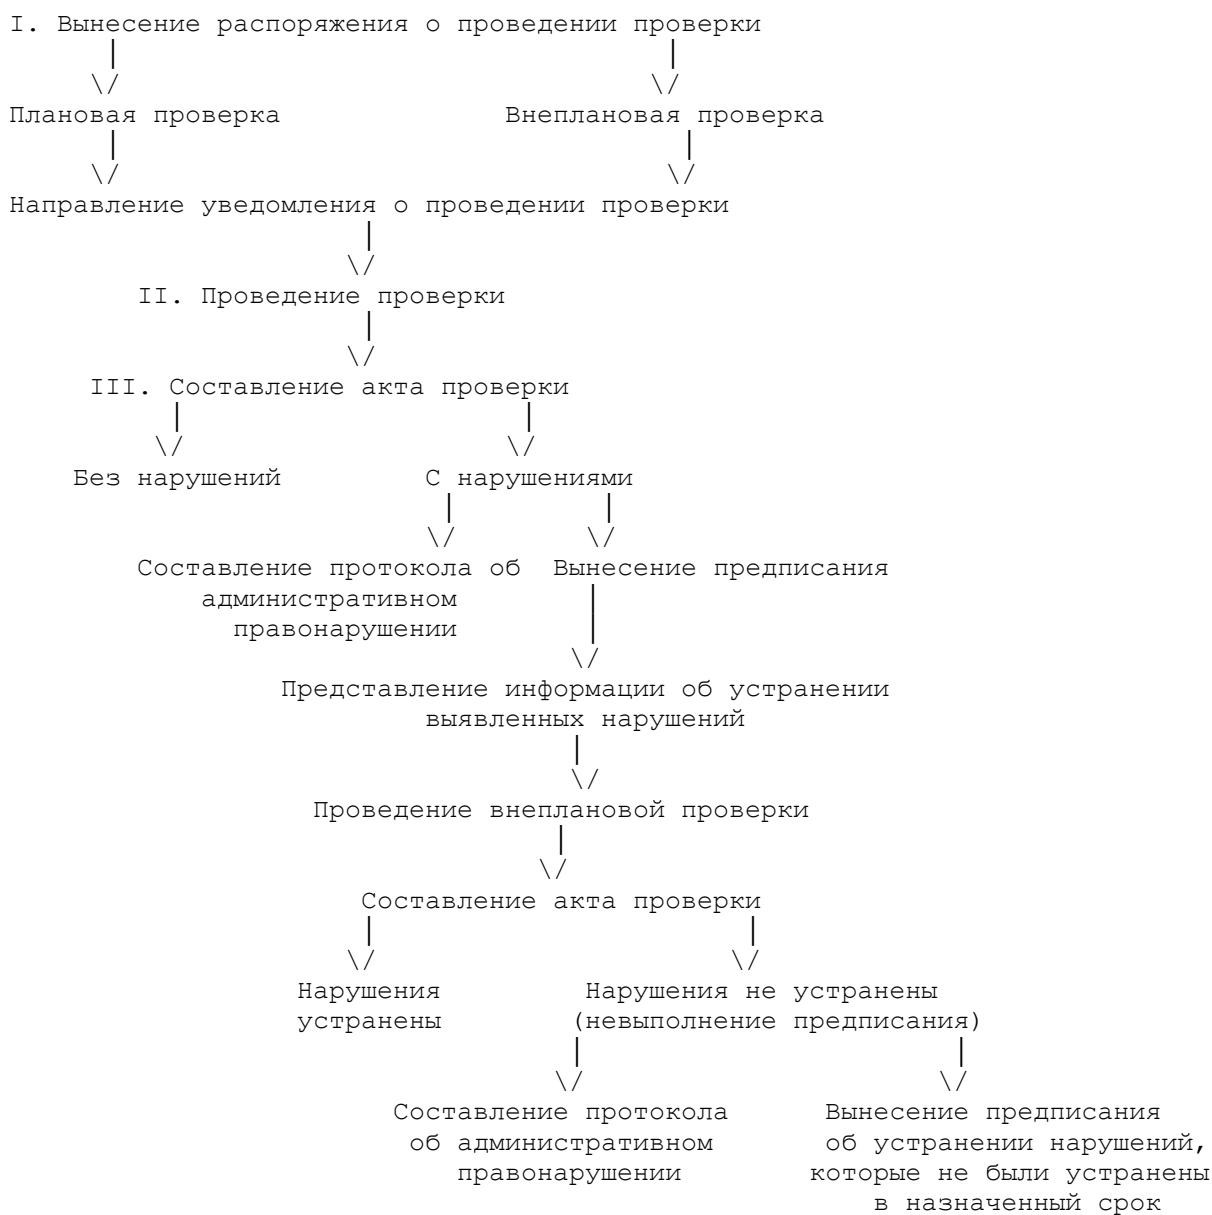 I. Вынесение распоряжения о проведении проверки
Плановая проверка Внеплановая проверка
Направление уведомления о проведении проверки
II. Проведение проверки
III. Составление акта проверки
Без нарушений С нарушениями
Составление протокола об Вынесение предписания
административном
правонарушении
Представление информации об устранении
выявленных нарушений
Проведение внеплановой проверки
Составление акта проверки
Нарушения Нарушения не устранены
устранены (невыполнение предписания)
Составление протокола Вынесение предписания
об административном об устранении нарушений,
правонарушении которые не были устранены
в назначенный срок